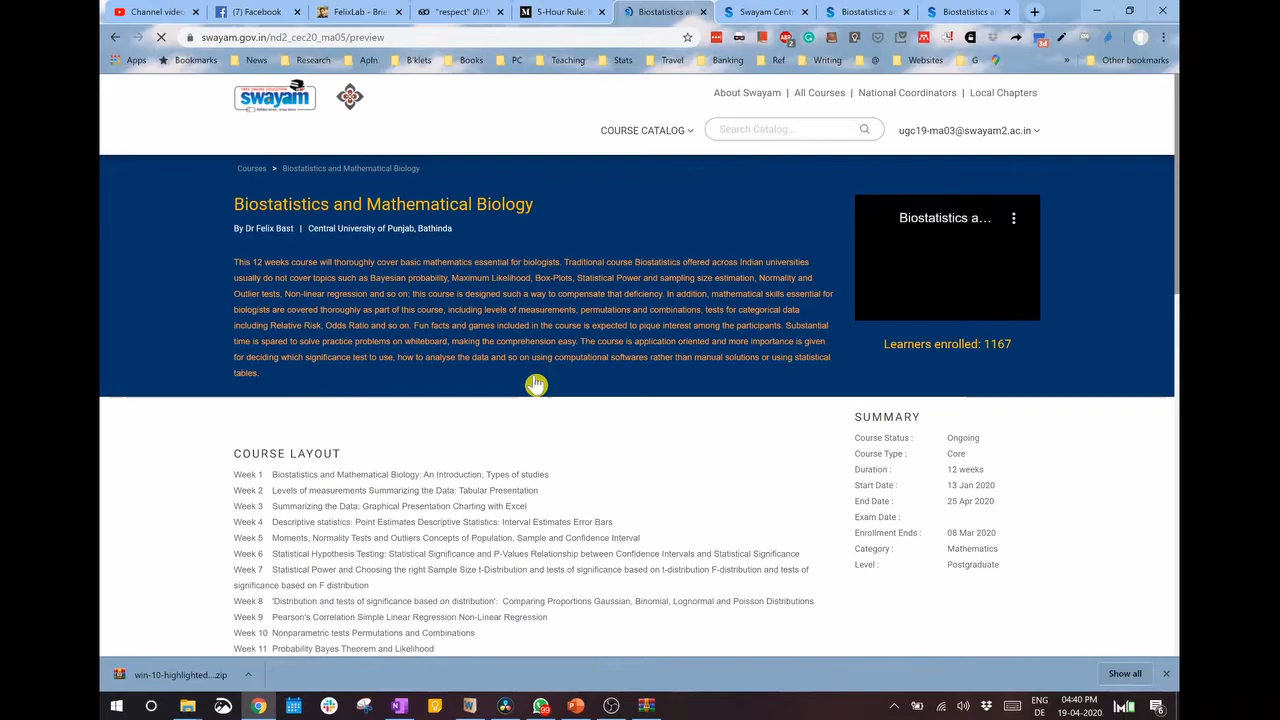 Channel video
(7) Facebook
FelixLab - Brie
5-Hour Rule: H
Biostatistics an
Swayam Cent
Biostatistics an
Biostatistics an
swayam.gov.in/nd2_cec20_ma05/preview
Apps Bookmarks News Research ApIn B'klets Books PC Teaching Stats Travel Banking Ref Writing @ Websites G » Other bookmarks
FREE ONLINE EDUCATION
swayam
About Swayam | All Courses | National Coordinators | Local Chapters
COURSE CATALOG Search Catalog... ugc19-ma03@swayam2.ac.in
Courses > Biostatistics and Mathematical Biology
Biostatistics and Mathematical Biology
By Dr Felix Bast | Central University of Punjab, Bathinda
Biostatistics a...
This 12 weeks course will thoroughly cover basic mathematics essential for biologists. Traditional course Biostatistics offered across Indian universities
usually do not cover topics such as Bayesian probability, Maximum Likelihood, Box-Plots, Statistical Power and sampling size estimation, Normality and
Outlier tests, Non-linear regression and so on; this course is designed such a way to compensate that deficiency. In addition, mathematical skills essential for
biologists are covered thoroughly as part of this course, including levels of measurements, permutations and combinations, tests for categorical data
including Relative Risk, Odds Ratio and so on. Fun facts and games included in the course is expected to pique interest among the participants. Substantial
time is spared to solve practice problems on whiteboard, making the comprehension easy. The course is application oriented and more importance is given
for deciding which significance test to use, how to analyse the data and so on using computational softwares rather than manual solutions or using statistical
tables.
Learners enrolled: 1167
COURSE LAYOUT
Week 1 Biostatistics and Mathematical Biology: An Introduction, Types of studies
Week 2 Levels of measurements Summarizing the Data: Tabular Presentation
Week 3 Summarizing the Data: Graphical Presentation Charting with Excel
Week 4 Descriptive statistics: Point Estimates Descriptive Statistics: Interval Estimates Error Bars
Week 5 Moments, Normality Tests and Outliers Concepts of Population, Sample and Confidence Interval
Week 6 Statistical Hypothesis Testing: Statistical Significance and P-Values Relationship between Confidence Intervals and Statistical Significance
Week 7 Statistical Power and Choosing the right Sample Size t-Distribution and tests of significance based on t-distribution F-distribution and tests of
significance based on F distribution
Week 8 'Distribution and tests of significance based on distribution': Comparing Proportions Gaussian, Binomial, Lognormal and Poisson Distributions
Week 9 Pearson's Correlation Simple Linear Regression Non-Linear Regression
Week 10 Nonparametric tests Permutations and Combinations
Week 11 Probability Bayes Theorem and Likelihood
SUMMARY
Course Status : Ongoing
Course Type : Core
Duration : 12 weeks
Start Date : 13 Jan 2020
End Date : 25 Apr 2020
Exam Date :
Enrollment Ends : 08 Mar 2020
Category : Mathematics
Level : Postgraduate
win-10-highlighted....zip
Show all
99
ENG
DE
04:40 PM
19-04-2020
6